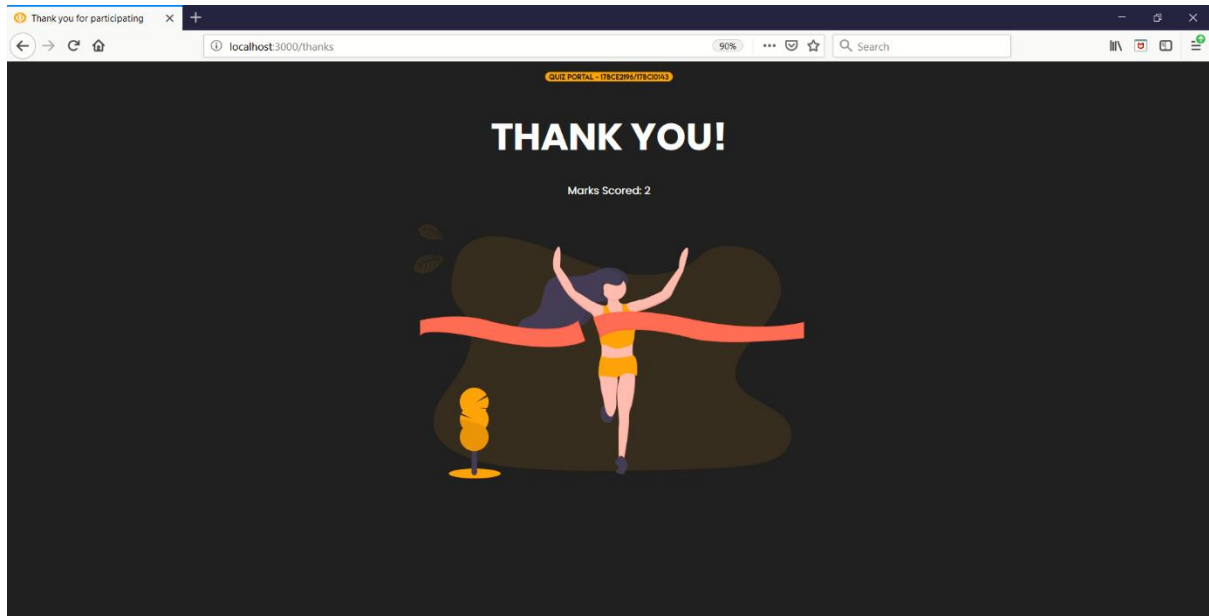 Thank you for participating
localhost:3000/thanks
90%
Search
QUIZ PORTAL - 17BCE2196/17BCI0143
THANK YOU!
Marks Scored: 2